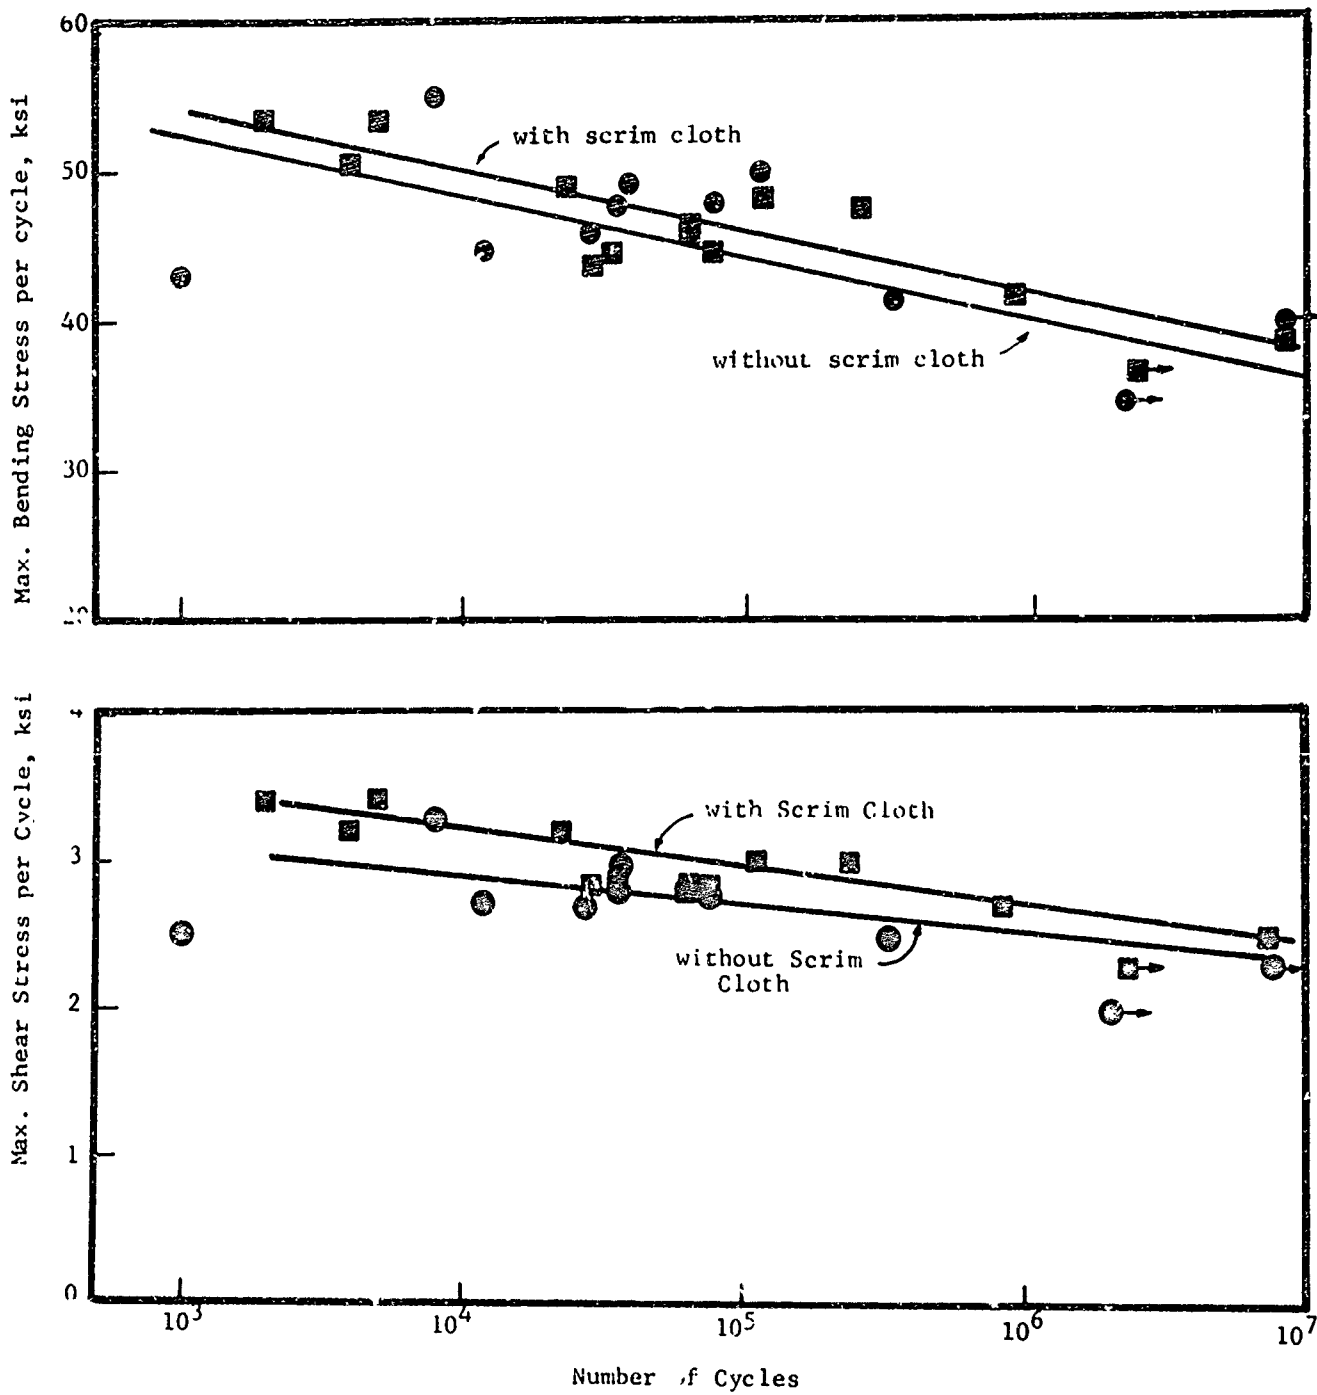 Max. Bending Stress per cycle, ksi
60
50
40
30
with scrim cloth
without scrim cloth
Max. Shear Stress per Cycle, ksi
4
3
2
1
0
with Scrim Cloth
without Scrim
Cloth
10³ 10⁴ 10⁵ 10⁶ 10⁷
Number of Cycles